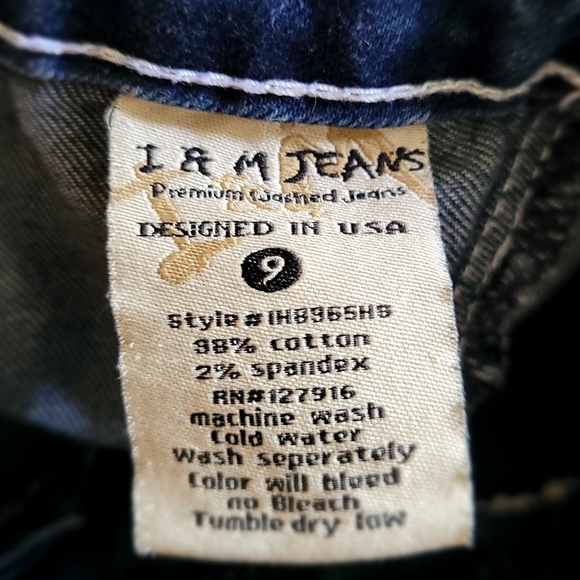 I & M JEANS
Premium Washed Jeans
DESIGNED IN USA
9
Style #IH8965HS
98% cotton
2% spandex
RN#127916
machine wash
Cold water
wash seperately
Color will bleed
no Bleach
Tumble dry low